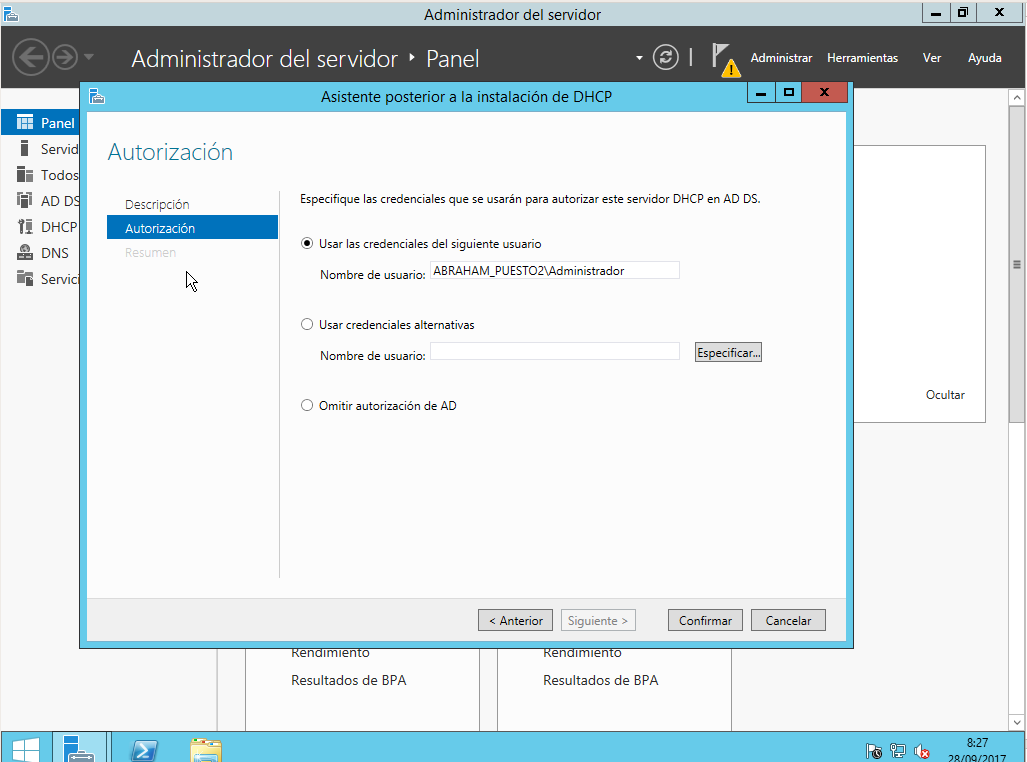 Administrador del servidor
Administrador del servidor ‣ Panel
Administrar Herramientas Ver Ayuda
Asistente posterior a la instalación de DHCP
Panel
Servid
Todos
AD DS
DHCP
DNS
Servici
Autorización
Descripción
Autorización
Resumen
Especifique las credenciales que se usarán para autorizar este servidor DHCP en AD DS.
Usar las credenciales del siguiente usuario
Nombre de usuario: ABRAHAM_PUESTO2\Administrador
Usar credenciales alternativas
Nombre de usuario: Especificar...
Omitir autorización de AD
Ocultar
< Anterior Siguiente > Confirmar Cancelar
Rendimiento Rendimiento
Resultados de BPA Resultados de BPA
8:27
28/09/2017